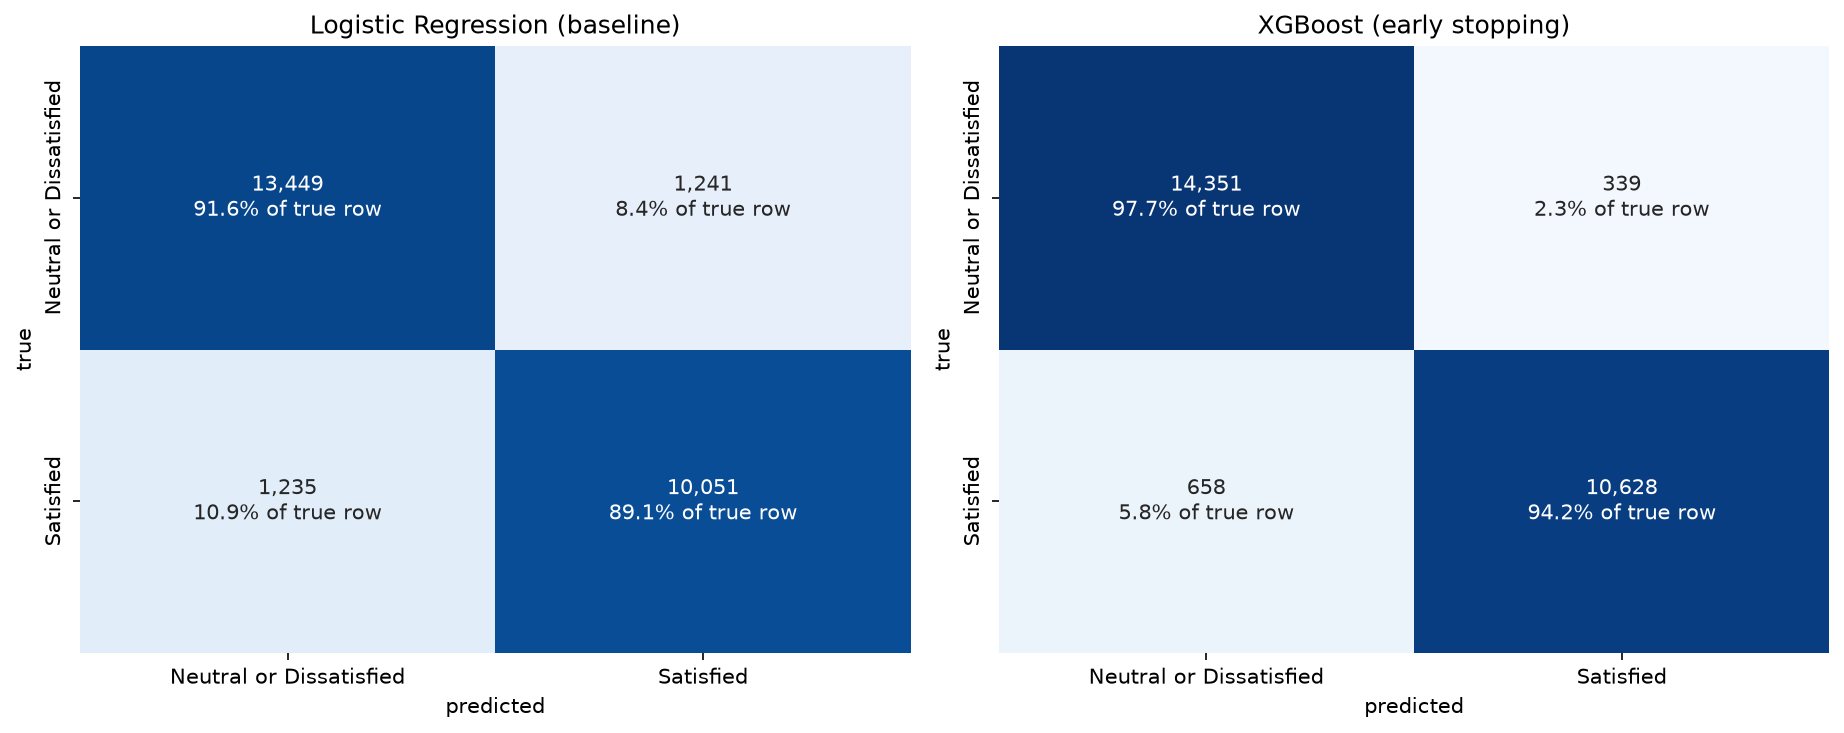 Logistic Regression (baseline)
true
Neutral or Dissatisfied
Satisfied
13,449
91.6% of true row
1,241
8.4% of true row
1,235
10.9% of true row
10,051
89.1% of true row
Neutral or Dissatisfied
Satisfied
predicted
XGBoost (early stopping)
true
Neutral or Dissatisfied
Satisfied
14,351
97.7% of true row
339
2.3% of true row
658
5.8% of true row
10,628
94.2% of true row
Neutral or Dissatisfied
Satisfied
predicted